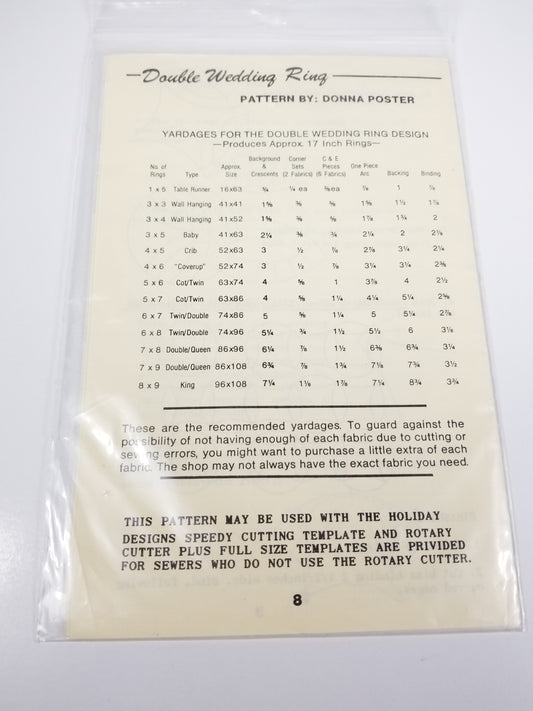 Double Wedding Ring
PATTERN BY: DONNA POSTER
YARDAGES FOR THE DOUBLE WEDDING RING DESIGN
—Produces Approx. 17 Inch Rings—
No. of Rings Type Approx. Size Background & Crescents Corner Sets (2 Fabrics) C & E Pieces (6 Fabrics) One Piece Arc Backing Binding
1 x 5 Table Runner 16x63 ¾ ¼ ea ⅜ea ⅞ 1 ⅞
3 x 3 Wall Hanging 41x41 1⅝ ⅜ ⅝ 1⅝ 1½ 1⅞
3 x 4 Wall Hanging 41x52 1⅝ ⅜ ⅝ 1⅞ 1¾ 2
3 x 5 Baby 41x63 2¼ ⅜ ¾ 2¼ 2 2⅛
4 x 5 Crib 52x63 3 ½ ⅞ 2⅞ 3¼ 2¼
4 x 6 "Coverup" 52x74 3 ½ ⅞ 3¼ 3¼ 2⅜
5 x 6 Cot/Twin 63x74 4 ⅝ 1 3⅞ 4 2½
5 x 7 Cot/Twin 63x86 4 ⅝ 1¼ 4¼ 5¼ 2⅝
6 x 7 Twin/Double 74x86 5 ⅝ 1¼ 5 5¼ 2⅞
6 x 8 Twin/Double 74x96 5¼ ¾ 1½ 5½ 6 3⅛
7 x 8 Double/Queen 86x96 6¼ ⅞ 1½ 6⅜ 6¾ 3¼
7 x 9 Double/Queen 86x108 6¾ ⅞ 1¾ 7⅛ 7¾ 3½
8 x 9 King 96x108 7¼ 1⅛ 1⅞ 7¼ 8¾ 3¾
These are the recommended yardages. To guard against the
possibility of not having enough of each fabric due to cutting or
sewing errors, you might want to purchase a little extra of each
fabric. The shop may not always have the exact fabric you need.
THIS PATTERN MAY BE USED WITH THE HOLIDAY
DESIGNS SPEEDY CUTTING TEMPLATE AND ROTARY
CUTTER PLUS FULL SIZE TEMPLATES ARE PRIVIDED
FOR SEWERS WHO DO NOT USE THE ROTARY CUTTER.
8